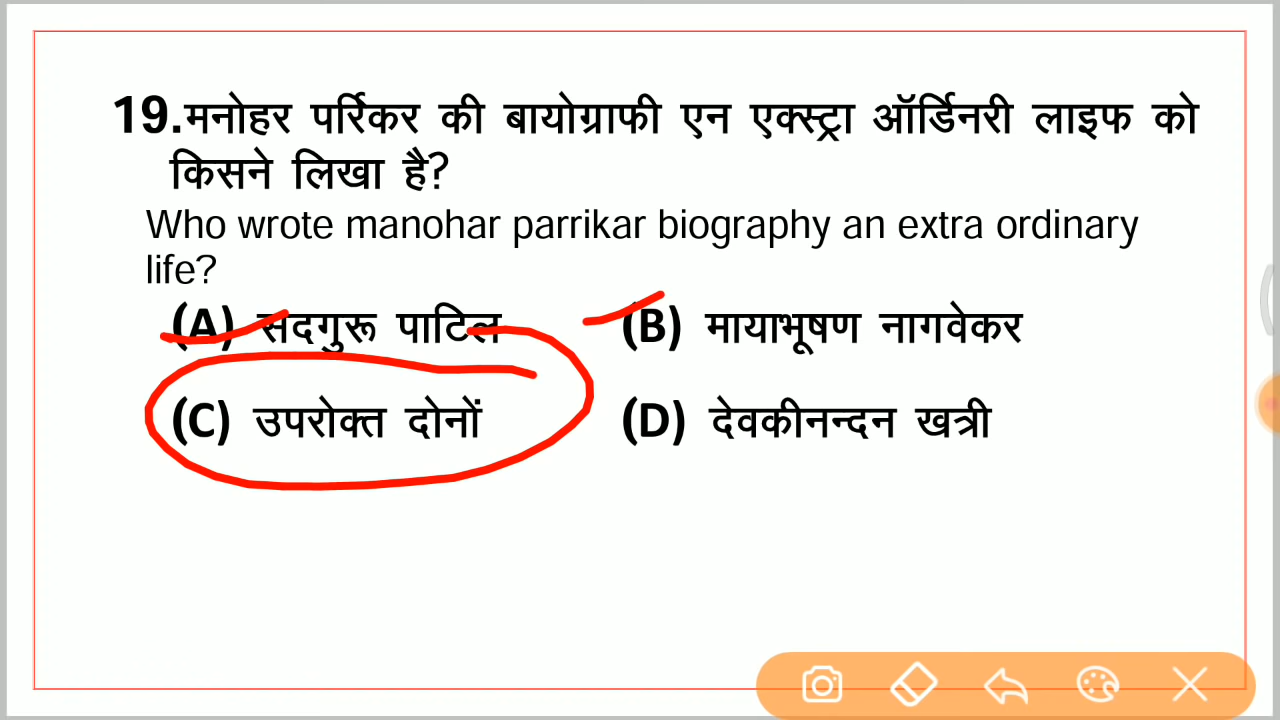 19.मनोहर पर्रिकर की बायोग्राफी एन एक्स्ट्रा ऑर्डिनरी लाइफ को
किसने लिखा है?
Who wrote manohar parrikar biography an extra ordinary
life?
(A) सदगुरू पाटिल (B) मायाभूषण नागवेकर
(C) उपरोक्त दोनों (D) देवकीनन्दन खत्री